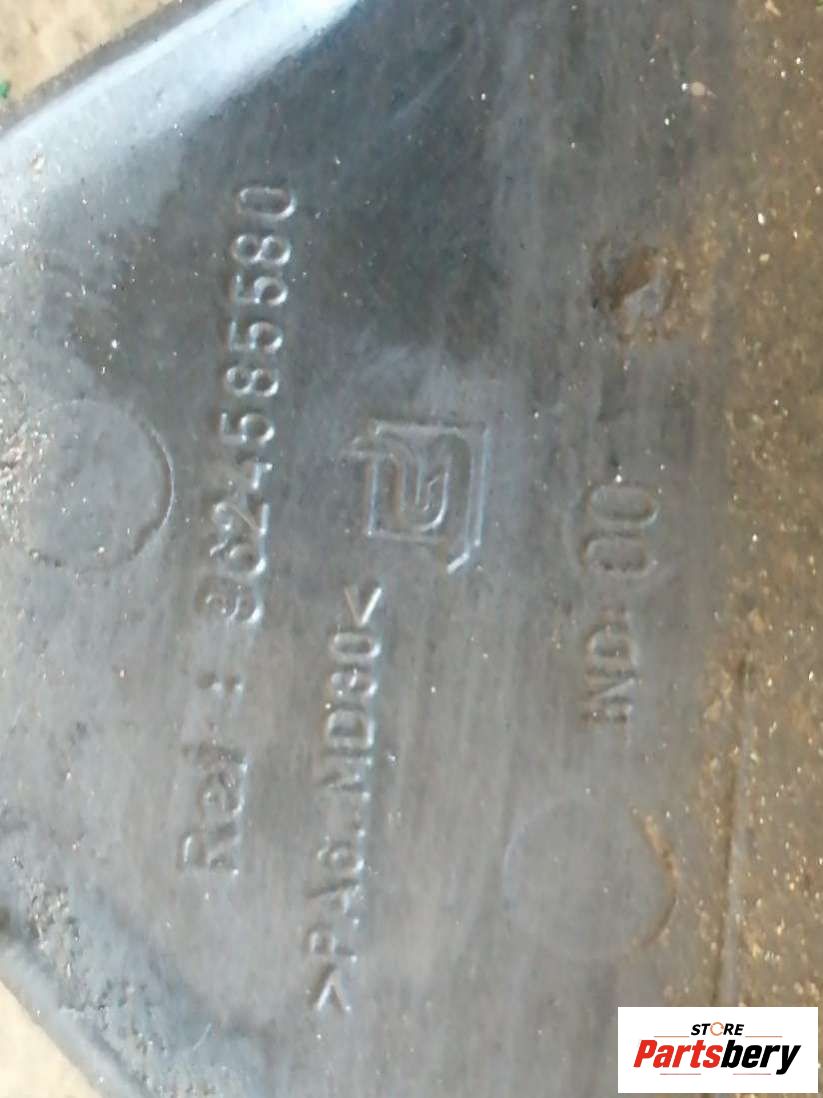 Ref : 9624585580
>PA6.MD30<
IND:00
STORE
Partsbery